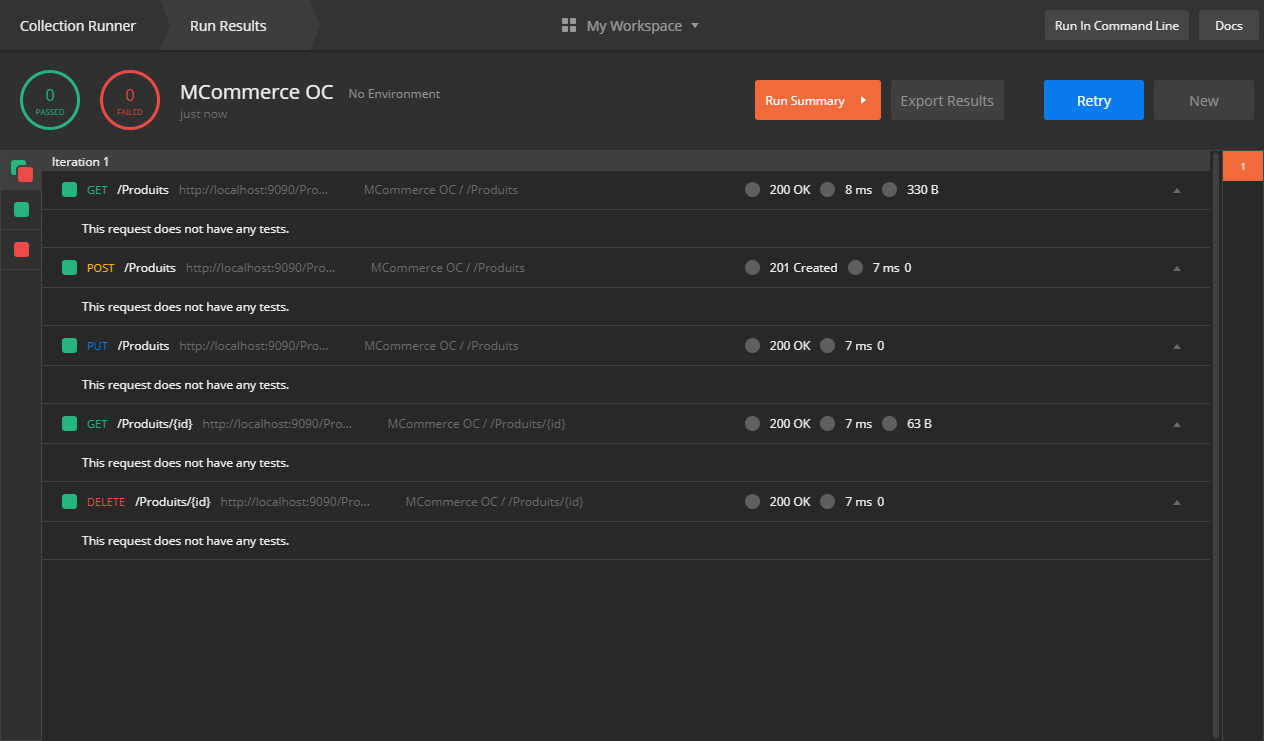 Collection Runner Run Results My Workspace Run In Command Line Docs
0 PASSED 0 FAILED MCommerce OC No Environment Run Summary Export Results Retry New
just now
Iteration 1 1
GET /Produits http://localhost:9090/Pro... MCommerce OC / /Produits 200 OK 8 ms 330 B
This request does not have any tests.
POST /Produits http://localhost:9090/Pro... MCommerce OC / /Produits 201 Created 7 ms 0
This request does not have any tests.
PUT /Produits http://localhost:9090/Pro... MCommerce OC / /Produits 200 OK 7 ms 0
This request does not have any tests.
GET /Produits/{id} http://localhost:9090/Pro... MCommerce OC / /Produits/{id} 200 OK 7 ms 63 B
This request does not have any tests.
DELETE /Produits/{id} http://localhost:9090/Pro... MCommerce OC / /Produits/{id} 200 OK 7 ms 0
This request does not have any tests.